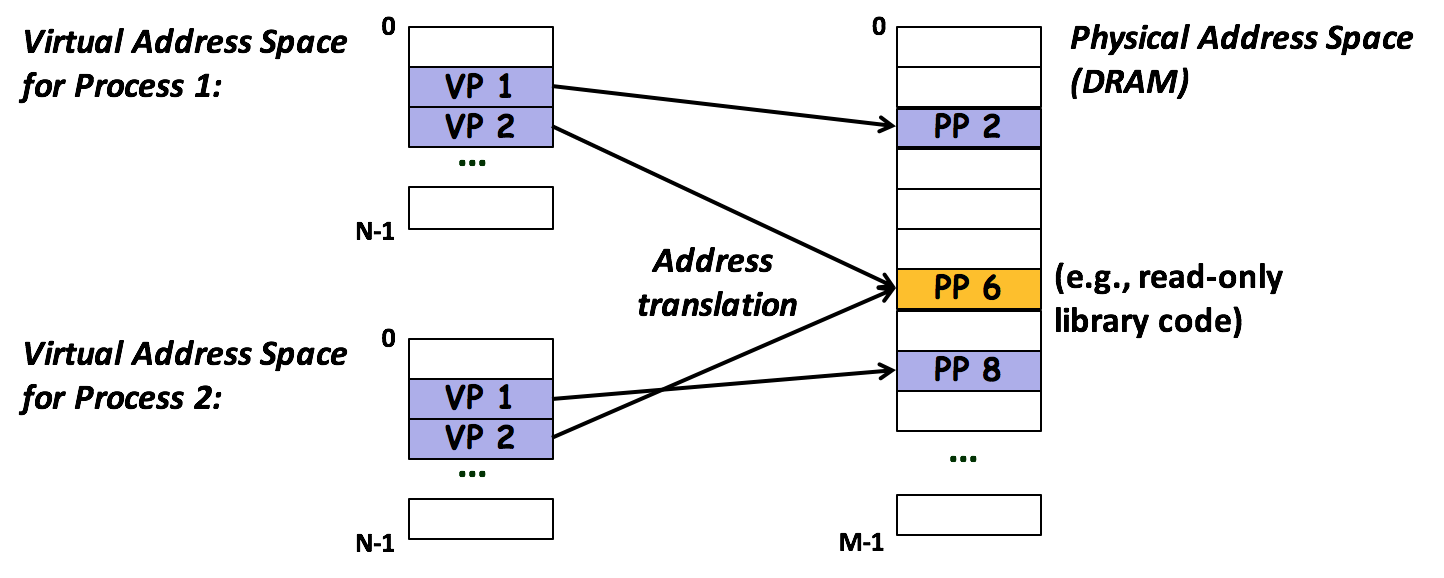 Virtual Address Space
for Process 1:
0
VP 1
VP 2
...
N-1
0
Physical Address Space
(DRAM)
PP 2
Address
translation
PP 6
(e.g., read-only
library code)
PP 8
...
M-1
Virtual Address Space
for Process 2:
0
VP 1
VP 2
...
N-1